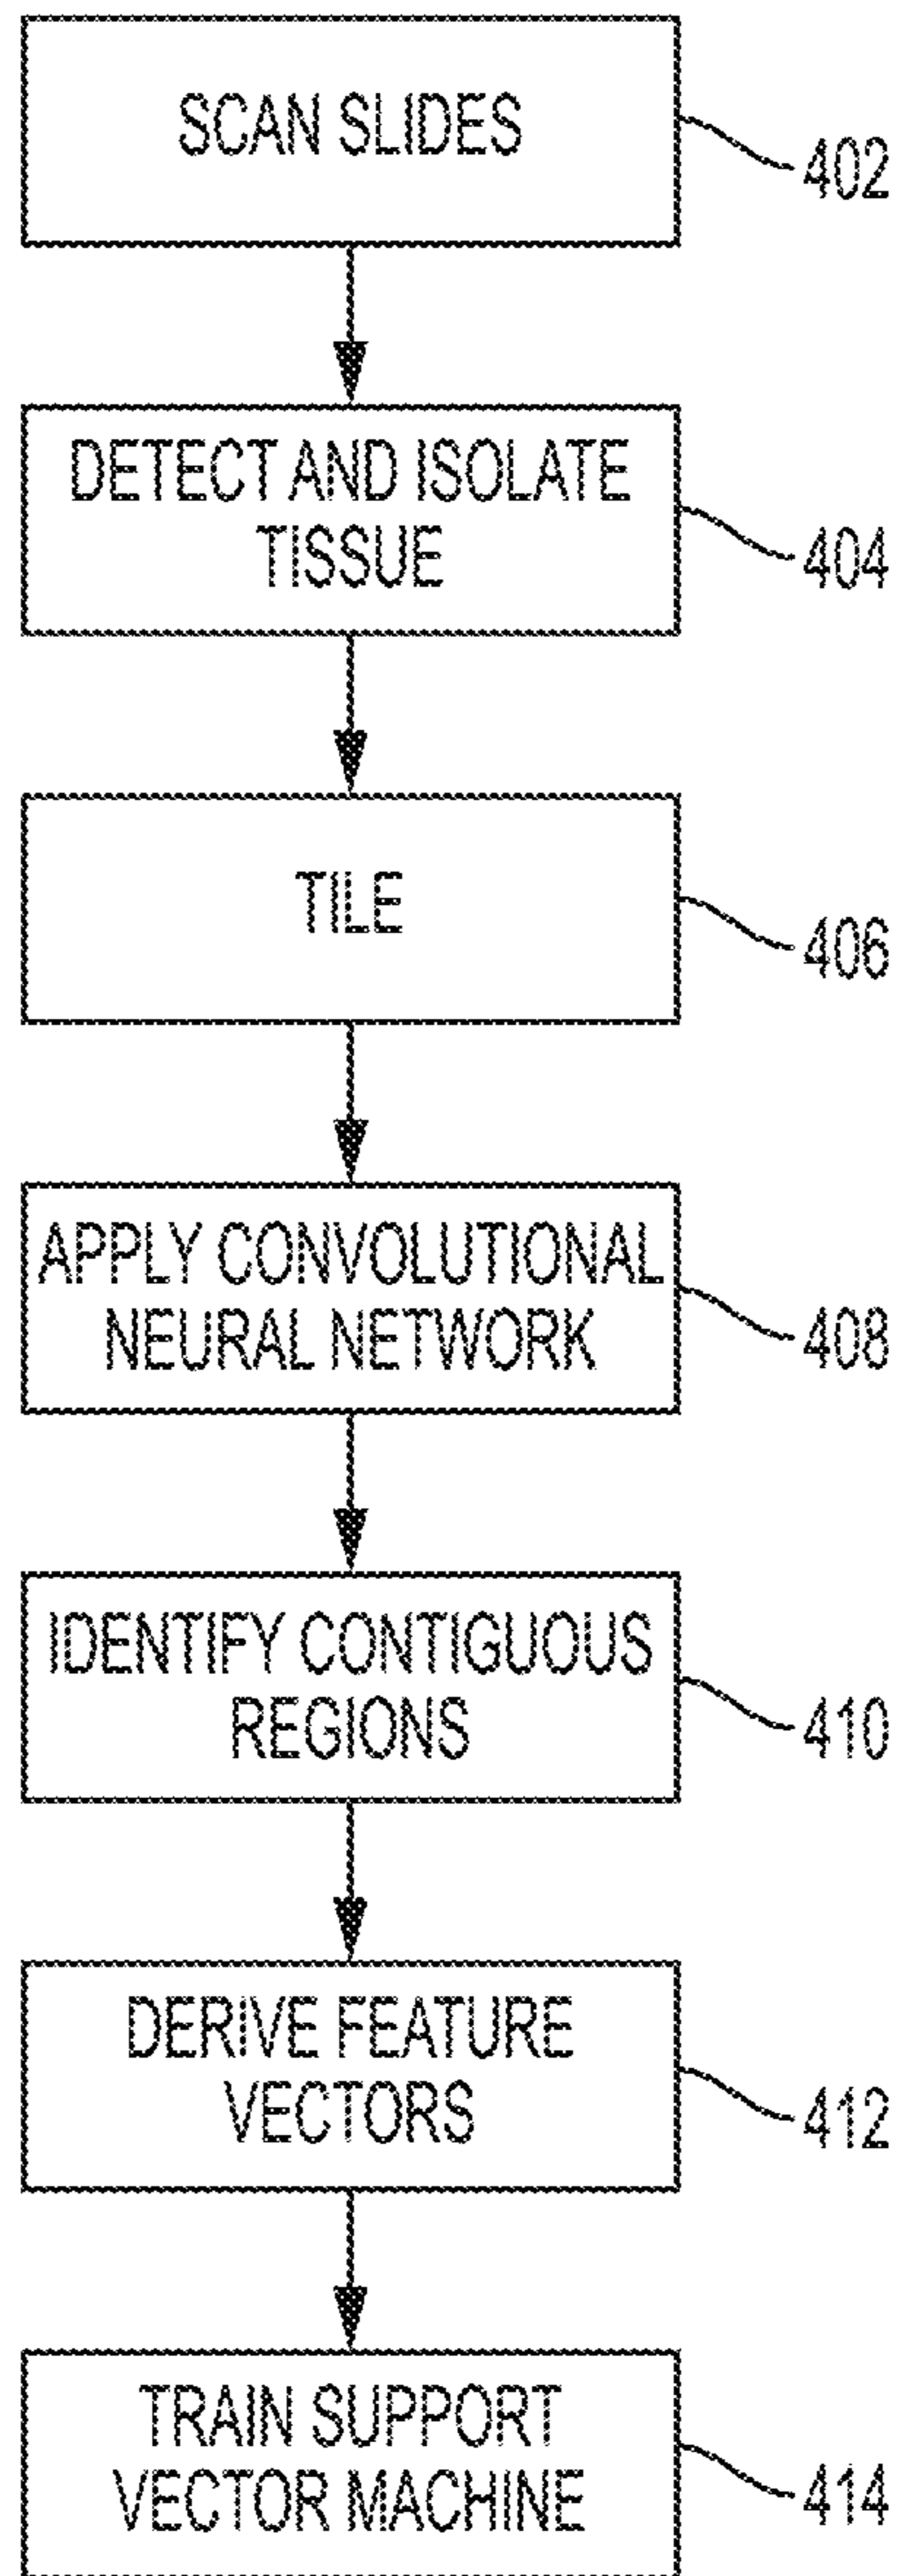 SCAN SLIDES
402
DETECT AND ISOLATE
TISSUE
404
TILE
406
APPLY CONVOLUTIONAL
NEURAL NETWORK
408
IDENTIFY CONTIGUOUS
REGIONS
410
DERIVE FEATURE
VECTORS
412
TRAIN SUPPORT
VECTOR MACHINE
414